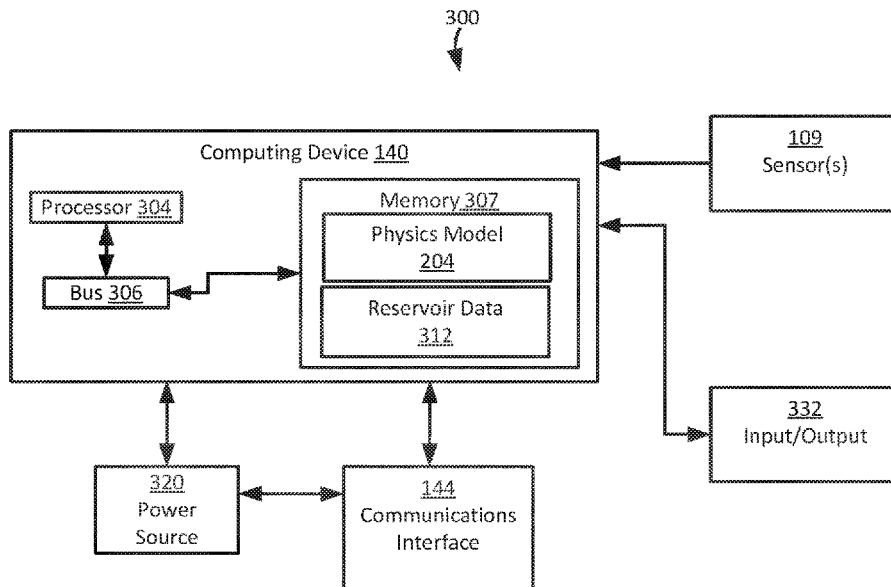 300
Computing Device 140
Processor 304
Bus 306
Memory 307
Physics Model
204
Reservoir Data
312
109
Sensor(s)
332
Input/Output
320
Power
Source
144
Communications
Interface